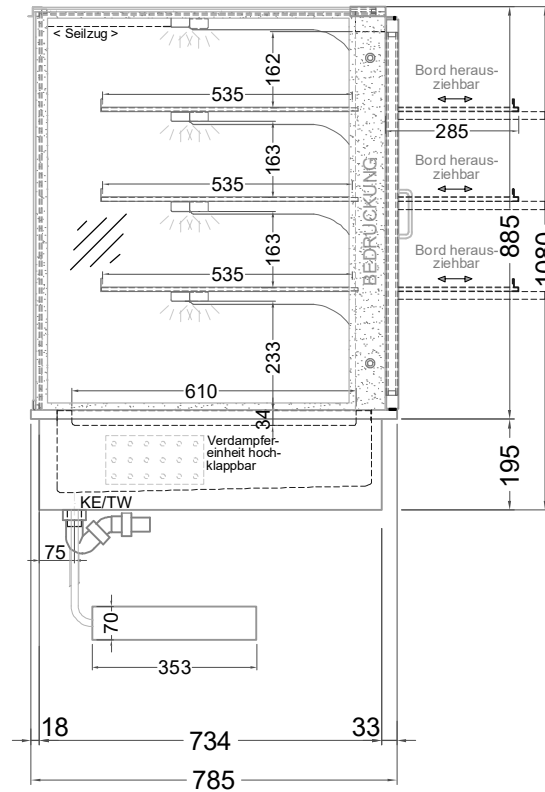 < Seilzug >
162
Bord heraus-
ziehbar
535
285
163
Bord heraus-
ziehbar
535
BEDRUCKUNG
885
1080
163
Bord heraus-
ziehbar
535
233
610
34
Verdampfer-
einheit hoch-
klappbar
195
KE/TW
75
70
353
18
734
33
785